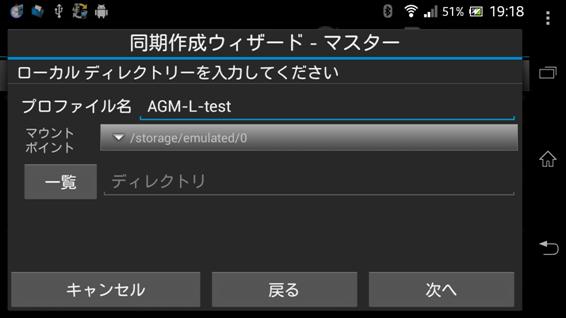 51% 19:18
同期作成ウィザード - マスター
ローカル ディレクトリーを入力してください
プロファイル名 AGM-L-test
マウント
ポイント
/storage/emulated/0
一覧 ディレクトリ
キャンセル 戻る 次へ